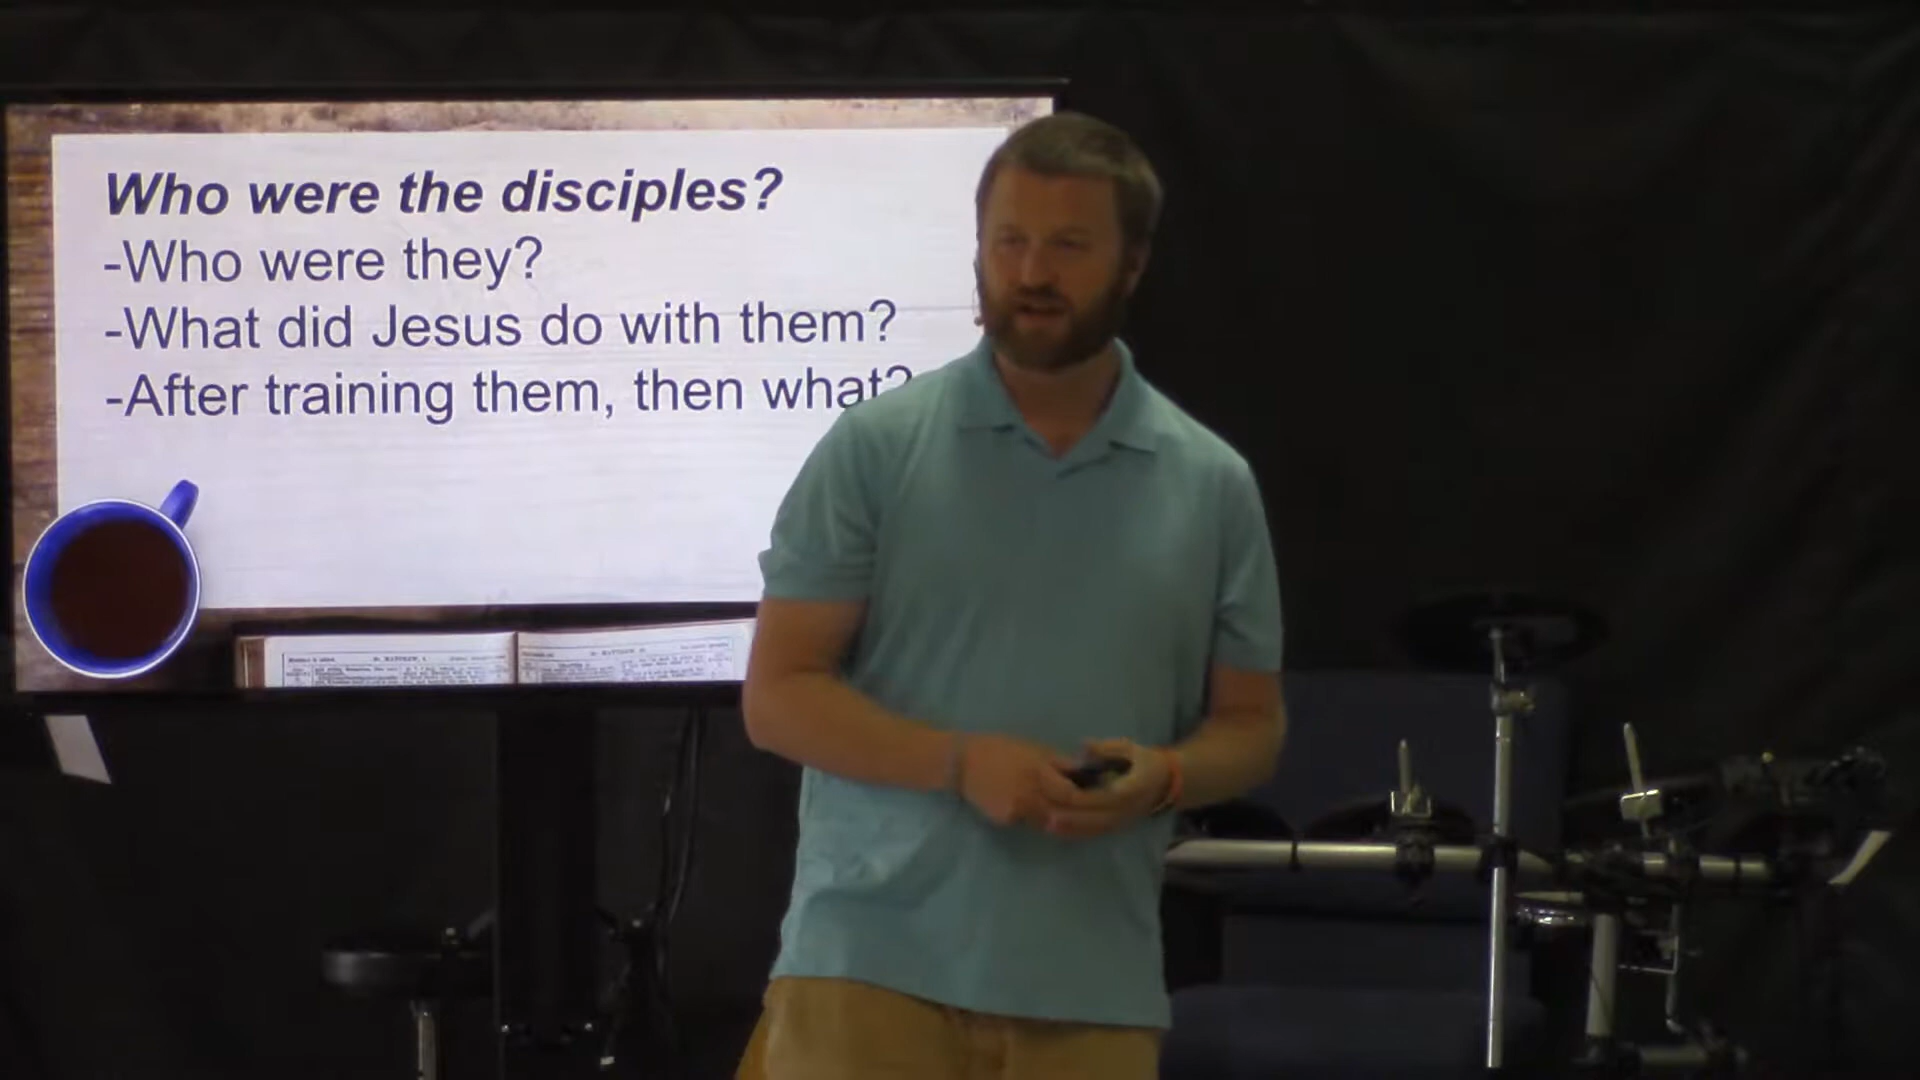 Who were the disciples?
-Who were they?
-What did Jesus do with them?
-After training them, then what?